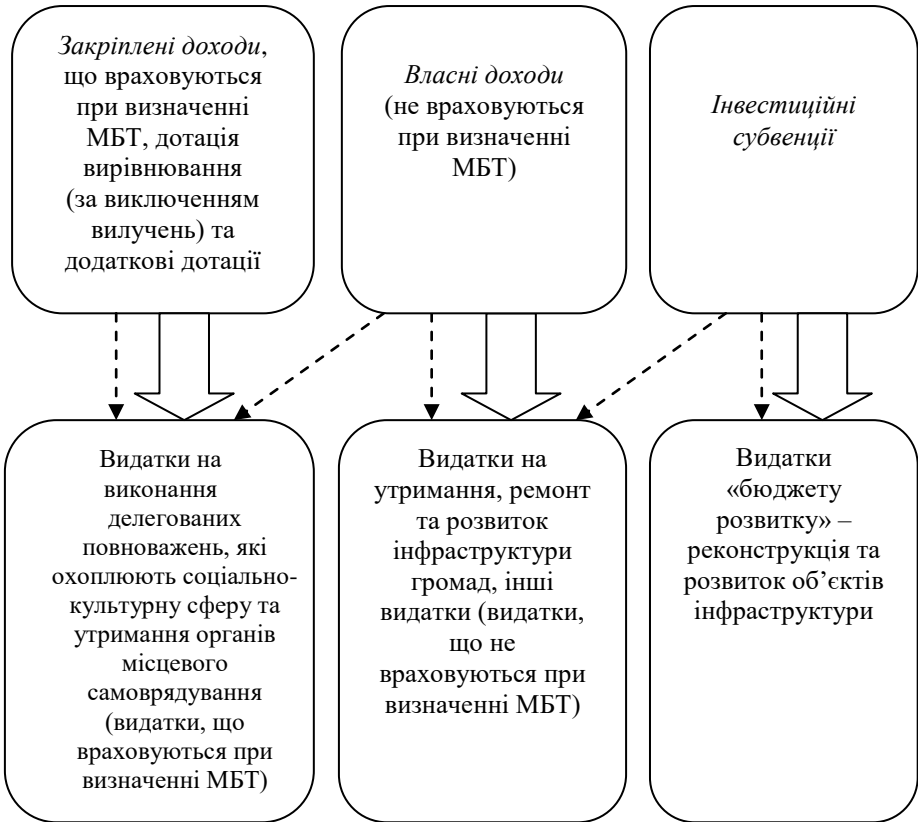 Закріплені доходи,
що враховуються
при визначенні
МБТ, дотація
вирівнювання
(за виключенням
вилучень) та
додаткові дотації
Власні доходи
(не враховуються
при визначенні
МБТ)
Інвестиційні
субвенції
Видатки на
виконання
делегованих
повноважень, які
охоплюють соціально-
культурну сферу та
утримання органів
місцевого
самоврядування
(видатки, що
враховуються при
визначенні МБТ)
Видатки на
утримання, ремонт
та розвиток
інфраструктури
громад, інші
видатки (видатки,
що не
враховуються при
визначенні МБТ)
Видатки
«бюджету
розвитку» –
реконструкція та
розвиток об’єктів
інфраструктури